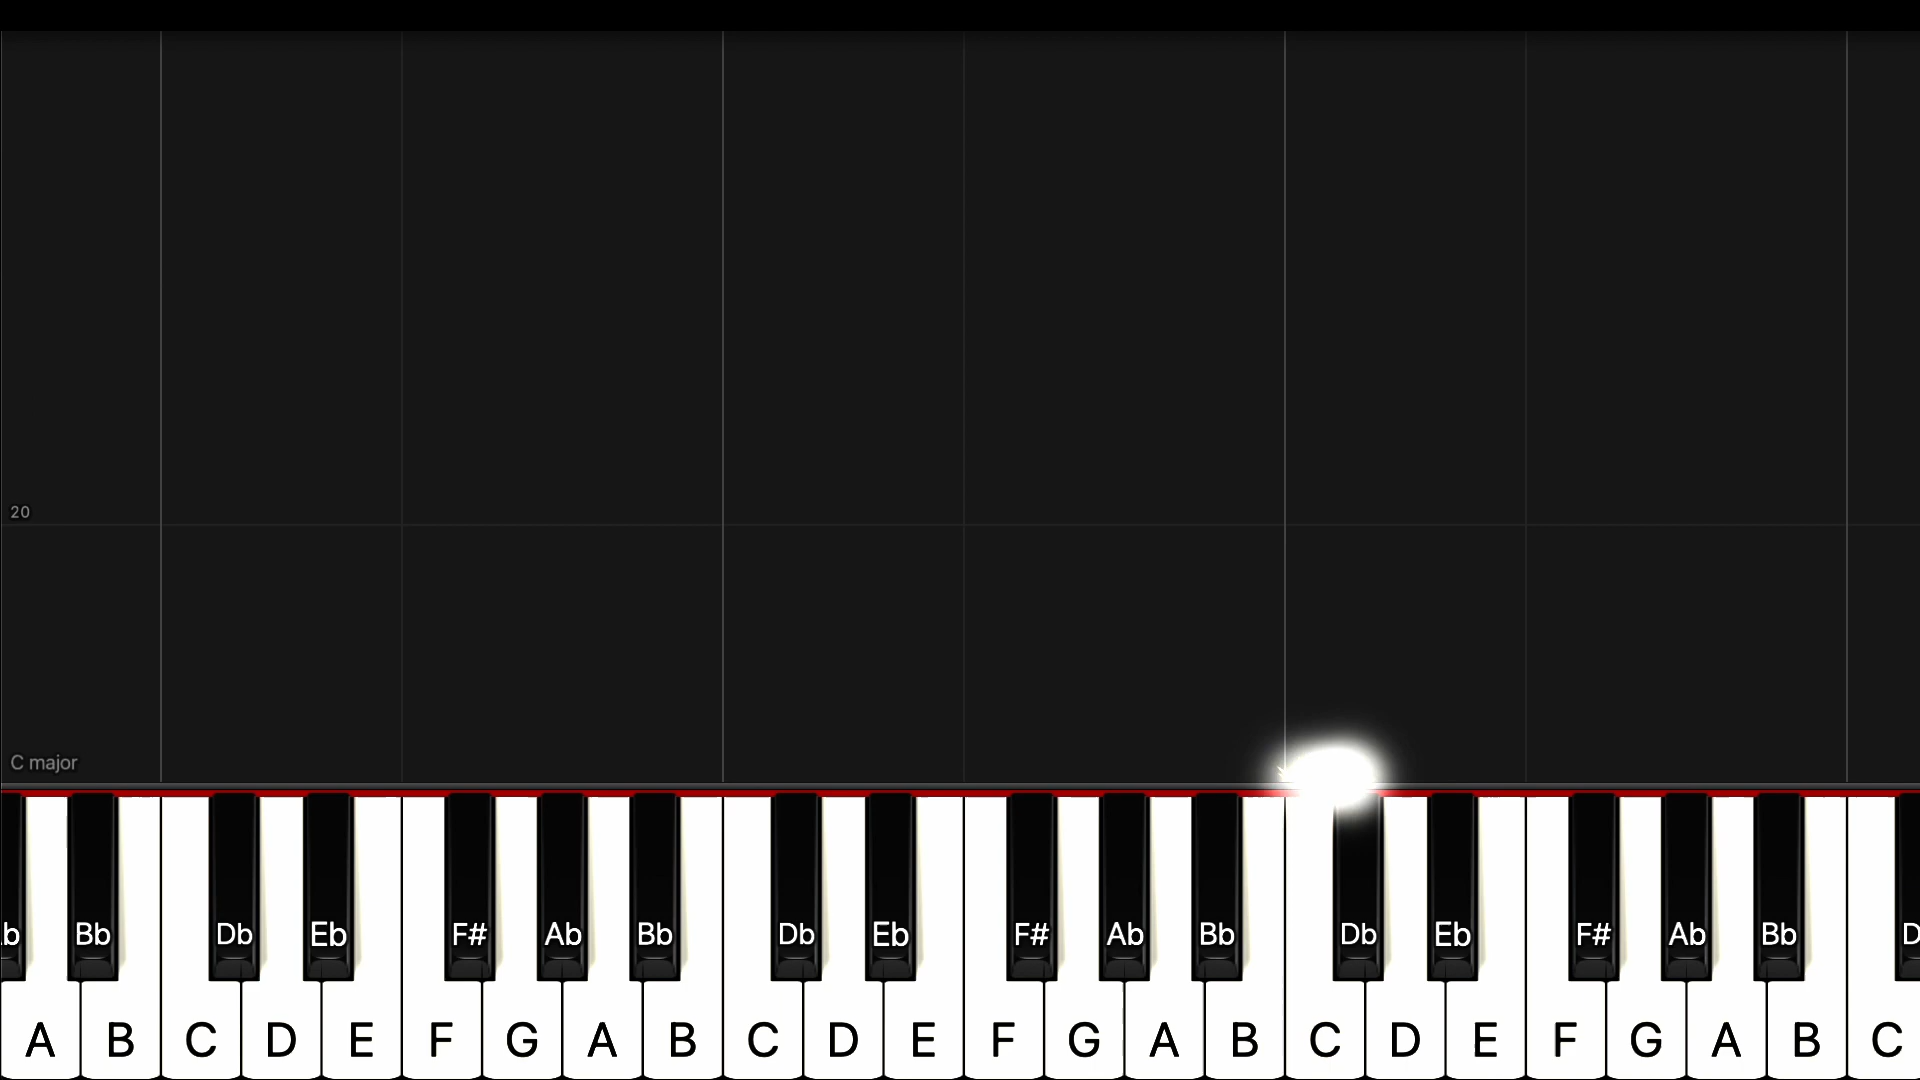 20
C major
b Bb Db Eb F# Ab Bb Db Eb F# Ab Bb Db Eb F# Ab Bb D
A B C D E F G A B C D E F G A B C D E F G A B C